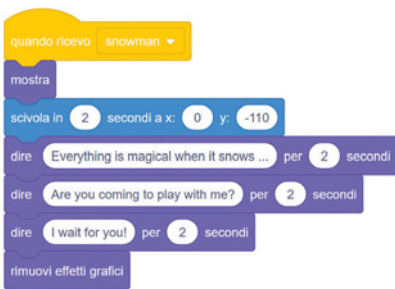 quando ricevo snowman
mostra
scivola in 2 secondi a x: 0 y: -110
dire Everything is magical when it snows ... per 2 secondi
dire Are you coming to play with me? per 2 secondi
dire I wait for you! per 2 secondi
rimuovi effetti grafici